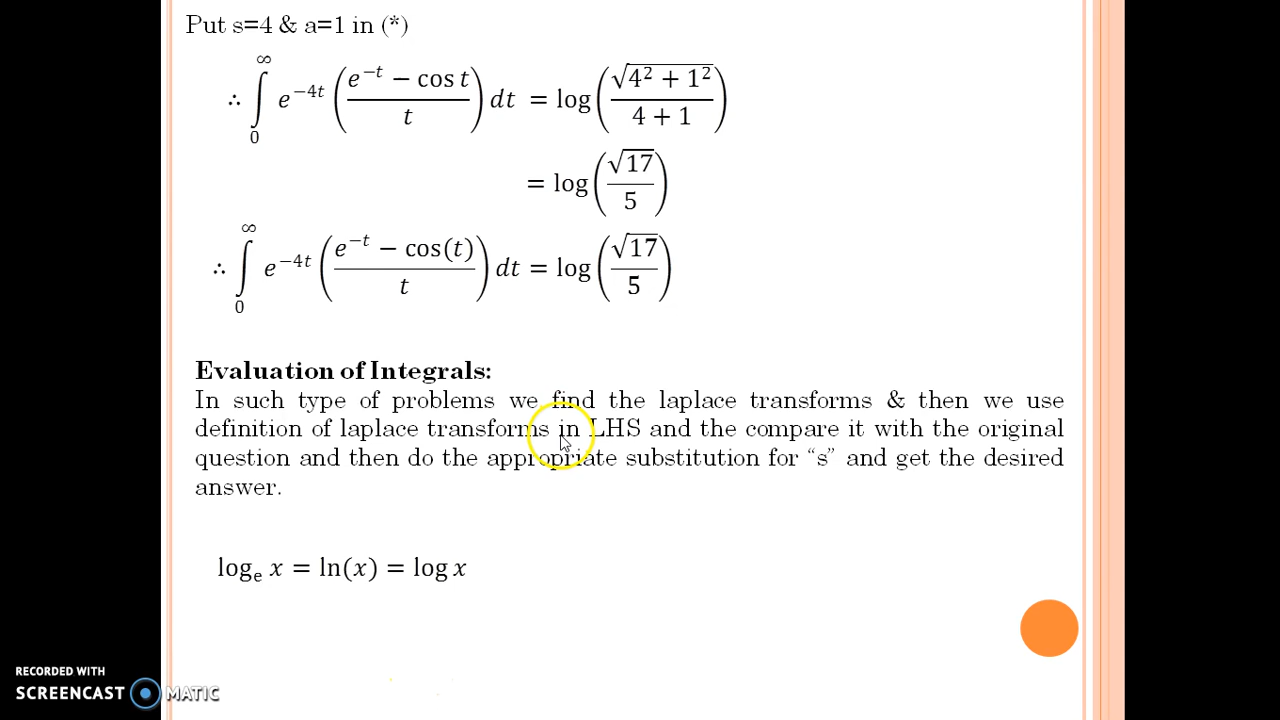 Put s=4 & a=1 in (*)
∴ ∫₀^∞ e^{−4t} ((e^{−t} − cos t)/t) dt = log(√(4² + 1²)/(4 + 1))
= log(√17/5)
∴ ∫₀^∞ e^{−4t} ((e^{−t} − cos(t))/t) dt = log(√17/5)
Evaluation of Integrals:
In such type of problems we find the laplace transforms & then we use
definition of laplace transforms in LHS and the compare it with the original
question and then do the appropriate substitution for “s” and get the desired
answer.
logₑ x = ln(x) = log x
RECORDED WITH
SCREENCAST MATIC